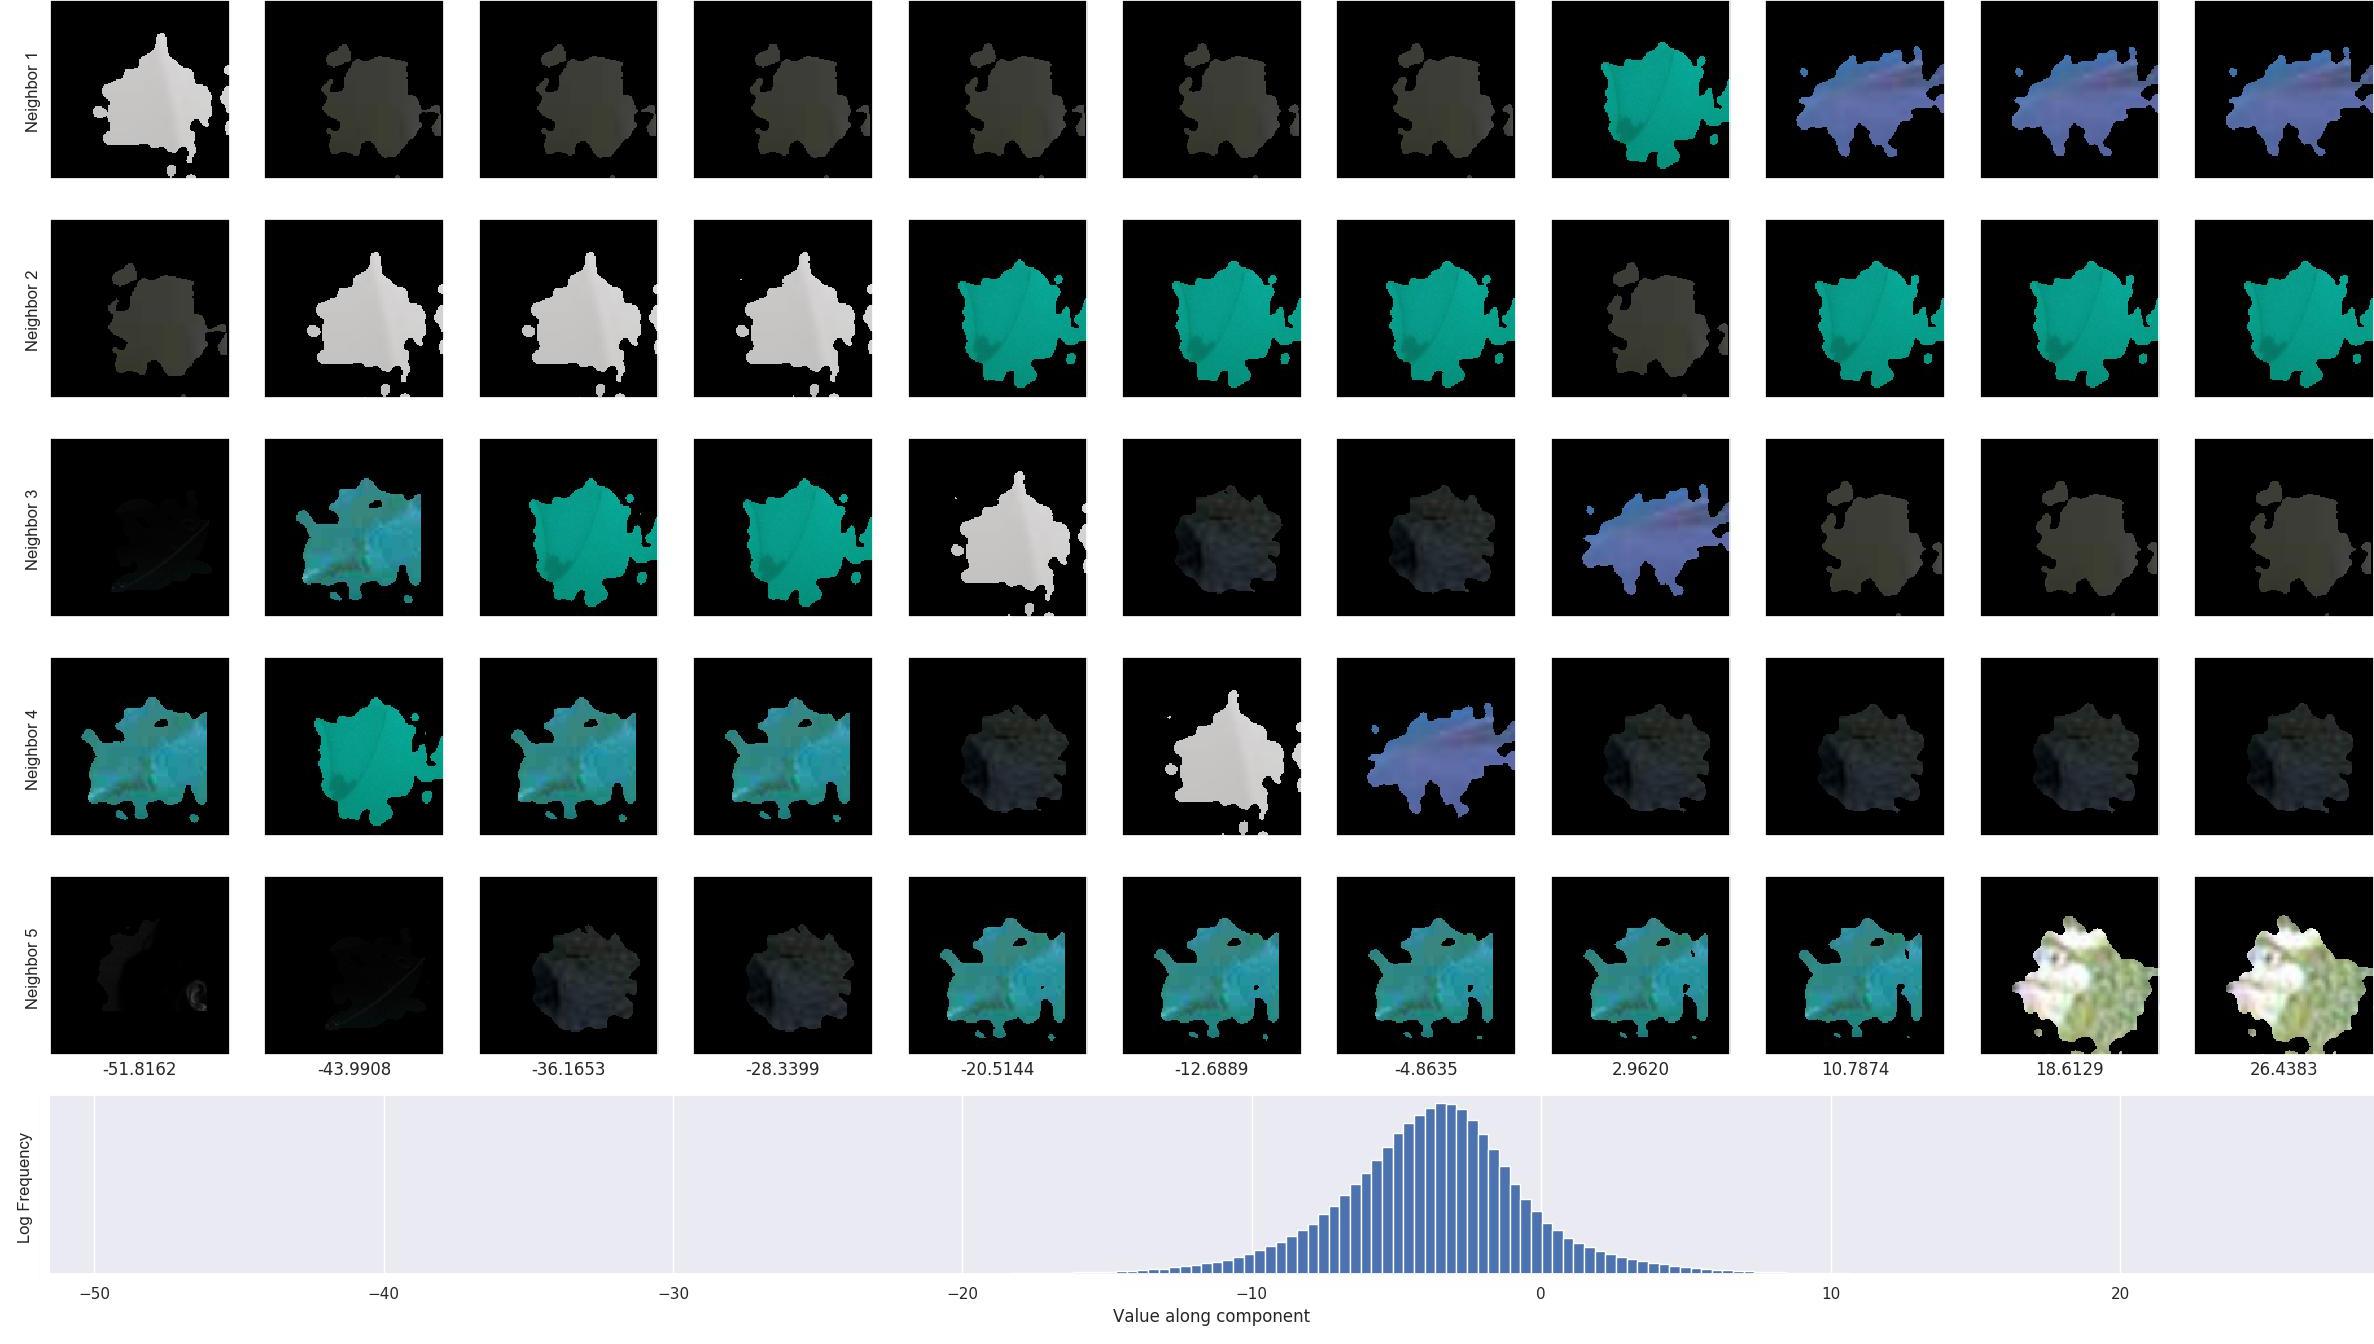 Neighbor 1
Neighbor 2
Neighbor 3
Neighbor 4
Neighbor 5
-51.8162 -43.9908 -36.1653 -28.3399 -20.5144 -12.6889 -4.8635 2.9620 10.7874 18.6129 26.4383
Log Frequency
−50 −40 −30 −20 −10 0 10 20
Value along component